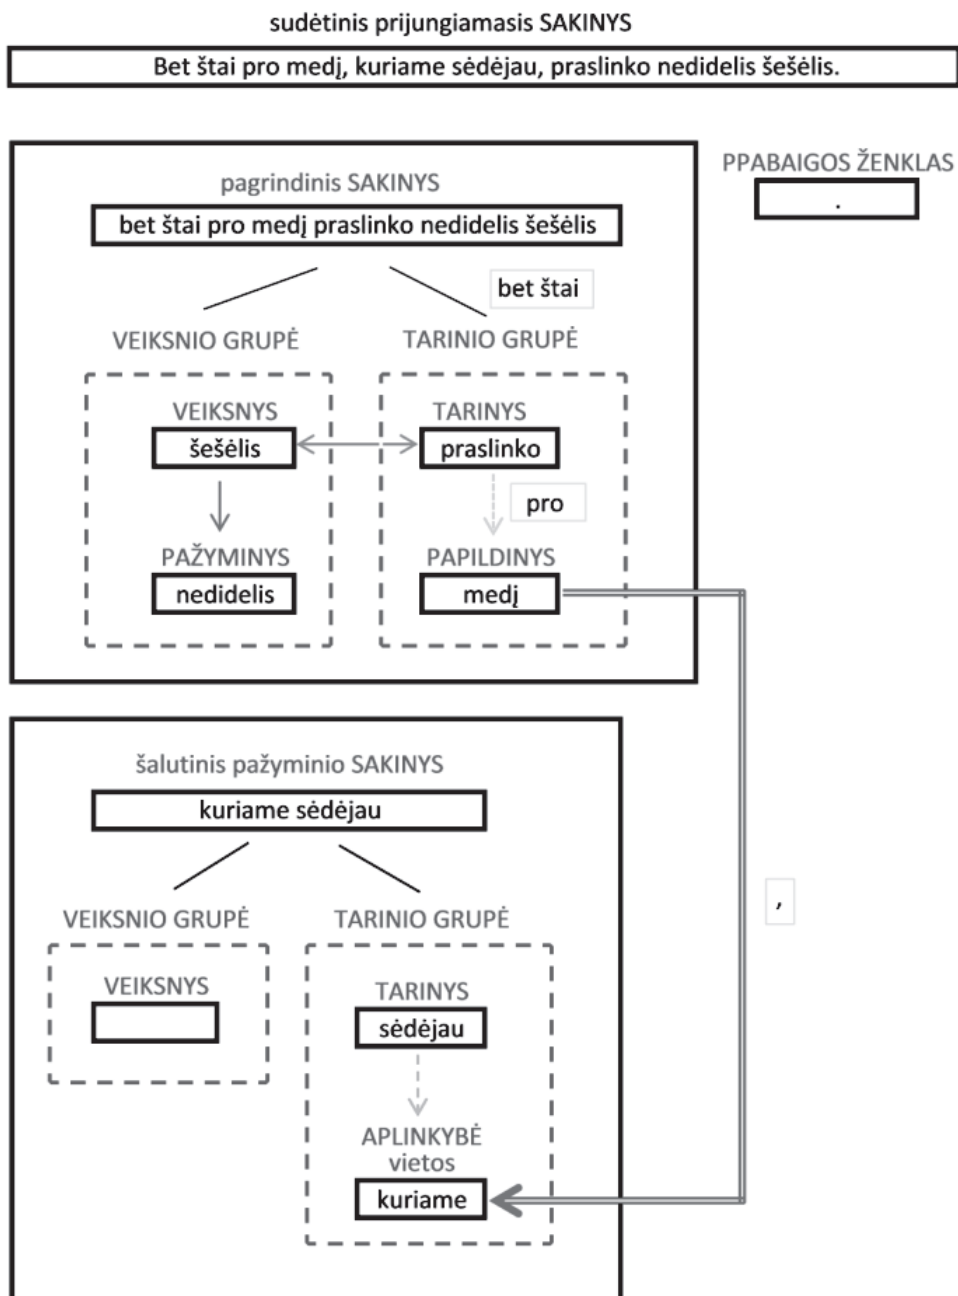 sudėtinis prijungiamasis SAKINYS
Bet štai pro medį, kuriame sėdėjau, praslinko nedidelis šešėlis.
PPABAIGOS ŽENKLAS
.
pagrindinis SAKINYS
bet štai pro medį praslinko nedidelis šešėlis
bet štai
VEIKSNIO GRUPĖ
TARINIO GRUPĖ
VEIKSNYS
TARINYS
šešėlis
praslinko
pro
PAŽYMINYS
PAPILDINYS
nedidelis
medį
šalutinis pažyminio SAKINYS
kuriame sėdėjau
,
VEIKSNIO GRUPĖ
TARINIO GRUPĖ
VEIKSNYS
TARINYS
sėdėjau
APLINKYBĖ
vietos
kuriame